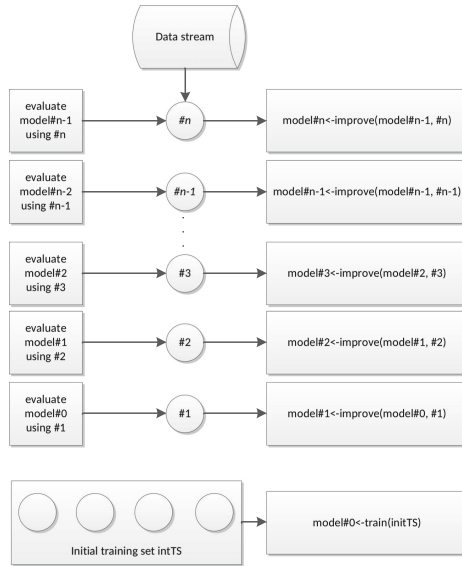 Data stream
evaluate
model#n-1
using #n
#n
model#n<-improve(model#n-1, #n)
evaluate
model#n-2
using #n-1
#n-1
model#n-1<-improve(model#n-1, #n-1)
evaluate
model#2
using #3
#3
model#3<-improve(model#2, #3)
evaluate
model#1
using #2
#2
model#2<-improve(model#1, #2)
evaluate
model#0
using #1
#1
model#1<-improve(model#0, #1)
Initial training set intTS
model#0<-train(initTS)